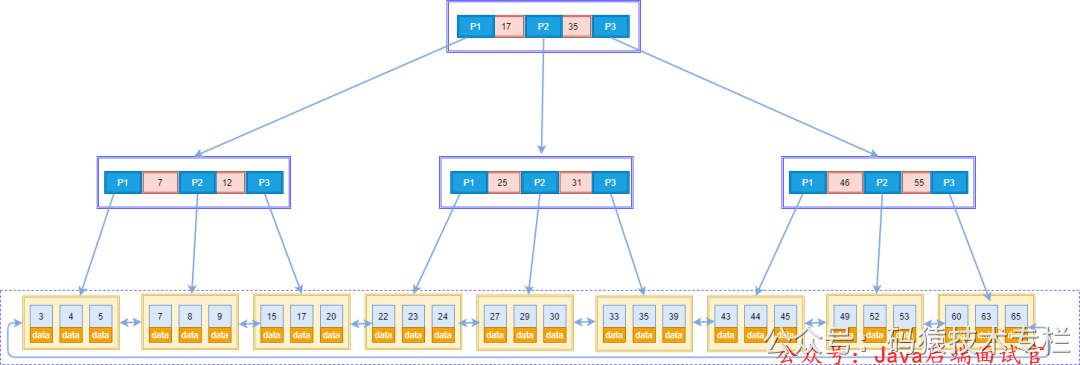 P1 17 P2 35 P3
P1 7 P2 12 P3
P1 25 P2 31 P3
P1 46 P2 55 P3
3 4 5
data data data
7 8 9
data data data
15 17 20
data data data
22 23 24
data data data
27 29 30
data data data
33 35 39
data data data
43 44 45
data data data
49 52 53
data data data
60 63 65
data data data
公众号:码猿技术专栏
公众号:Java后端面试官